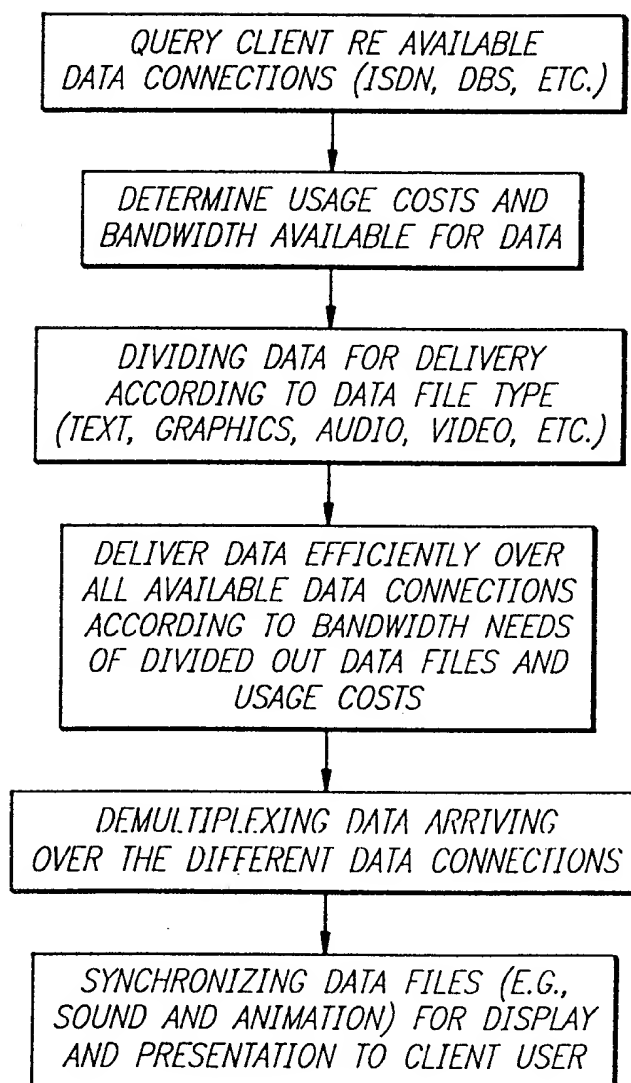 QUERY CLIENT RE AVAILABLE
DATA CONNECTIONS (ISDN, DBS, ETC.)
DETERMINE USAGE COSTS AND
BANDWIDTH AVAILABLE FOR DATA
DIVIDING DATA FOR DELIVERY
ACCORDING TO DATA FILE TYPE
(TEXT, GRAPHICS, AUDIO, VIDEO, ETC.)
DELIVER DATA EFFICIENTLY OVER
ALL AVAILABLE DATA CONNECTIONS
ACCORDING TO BANDWIDTH NEEDS
OF DIVIDED OUT DATA FILES AND
USAGE COSTS
DEMULTIPLEXING DATA ARRIVING
OVER THE DIFFERENT DATA CONNECTIONS
SYNCHRONIZING DATA FILES (E.G.,
SOUND AND ANIMATION) FOR DISPLAY
AND PRESENTATION TO CLIENT USER